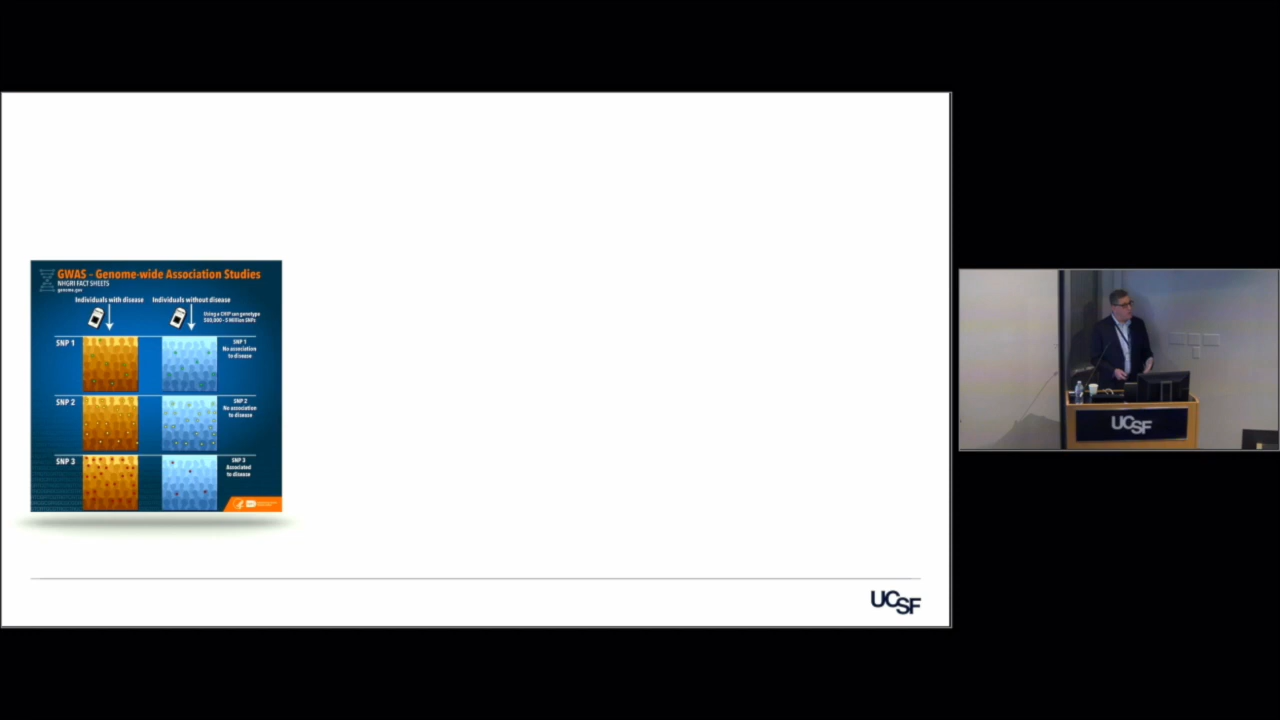 GWAS - Genome-wide Association Studies
NHGRI FACT SHEETS
genome.gov
Individuals with disease
Individuals without disease
Using a CHIP can genotype
500,000 - 5 Million SNPs
SNP 1
SNP 1
No association
to disease
SNP 2
SNP 2
No association
to disease
SNP 3
SNP 3
Associated
to disease
UCSF
UCSF